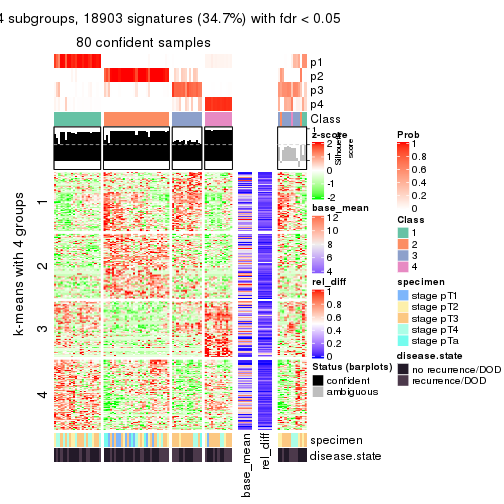 4 subgroups, 18903 signatures (34.7%) with fdr < 0.05
80 confident samples
p1
p2
p3
p4
Class
1
0
Silhouette
score
k-means with 4 groups
1
2
3
4
base_mean
rel_diff
specimen
disease.state
z-score
2
1
0
-1
-2
base_mean
12
10
8
6
4
rel_diff
1
0.8
0.6
0.4
0.2
0
Status (barplots)
confident
ambiguous
Prob
1
0.8
0.6
0.4
0.2
0
Class
1
2
3
4
specimen
stage pT1
stage pT2
stage pT3
stage pT4
stage pTa
disease.state
no recurrence/DOD
recurrence/DOD